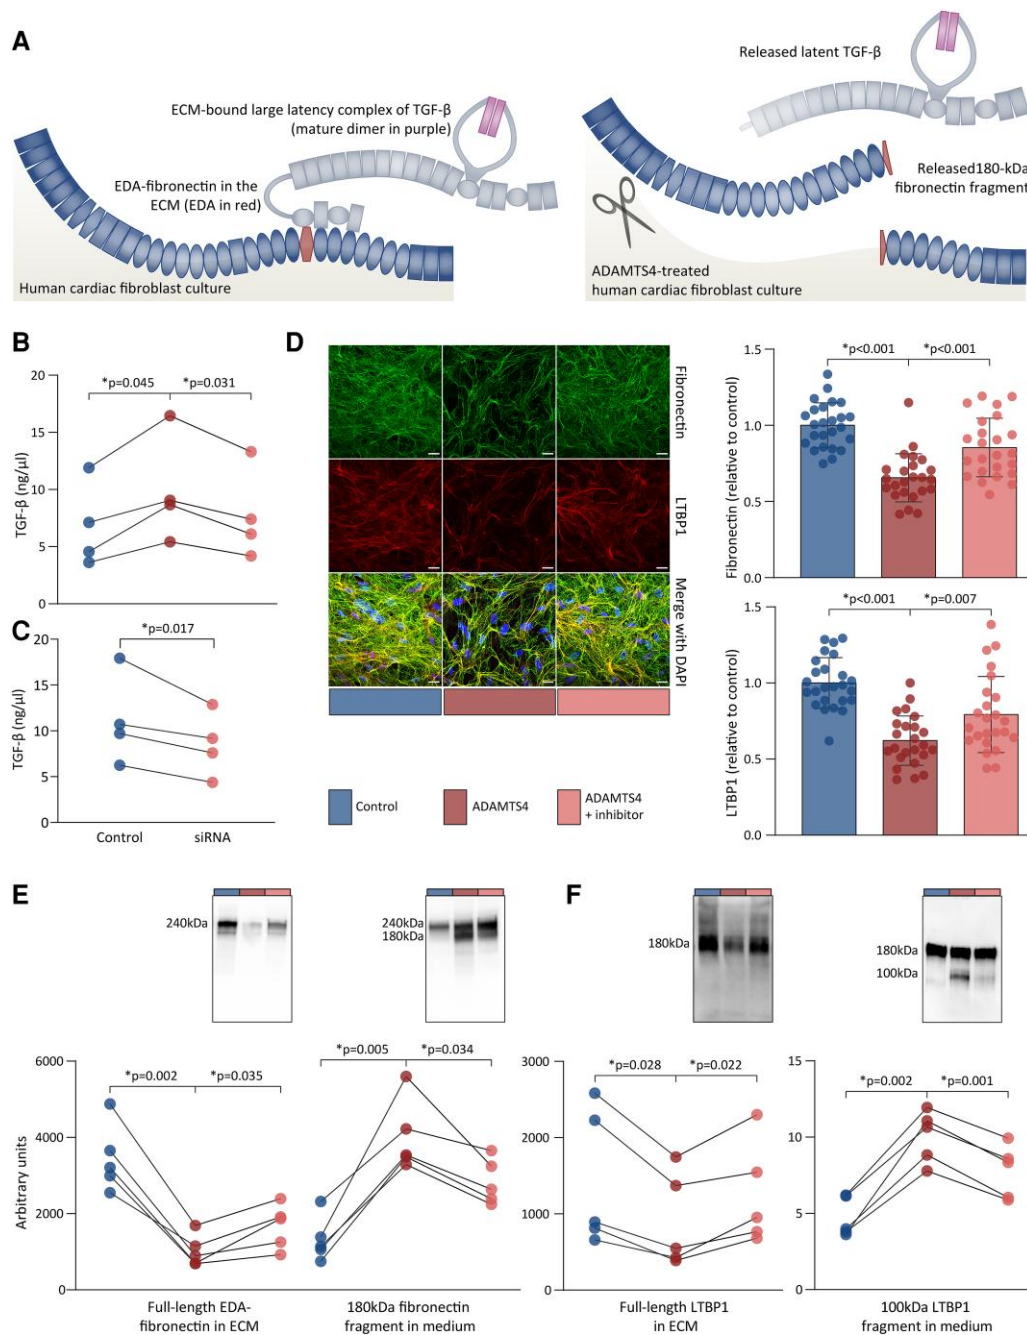 A
ECM-bound large latency complex of TGF-β
(mature dimer in purple)
EDA-fibronectin in the
ECM (EDA in red)
Human cardiac fibroblast culture
Released latent TGF-β
Released180-kDa
fibronectin fragment
ADAMTS4-treated
human cardiac fibroblast culture
B
TGF-β (ng/µl)
20
15
10
5
0
*p=0.045
*p=0.031
C
TGF-β (ng/µl)
20
15
10
5
0
*p=0.017
Control
siRNA
D
Fibronectin
LTBP1
Merge with DAPI
Control
ADAMTS4
ADAMTS4
+ inhibitor
Fibronectin (relative to control)
1.5
1.0
0.5
0.0
*p<0.001
*p<0.001
LTBP1 (relative to control)
1.5
1.0
0.5
0.0
*p<0.001
*p=0.007
E
240kDa
240kDa
180kDa
Arbitrary units
6000
4000
2000
0
*p=0.002
*p=0.035
*p=0.005
*p=0.034
Full-length EDA-
fibronectin in ECM
180kDa fibronectin
fragment in medium
F
180kDa
180kDa
100kDa
3000
2000
1000
0
*p=0.028
*p=0.022
Full-length LTBP1
in ECM
15
10
5
0
*p=0.002
*p=0.001
100kDa LTBP1
fragment in medium